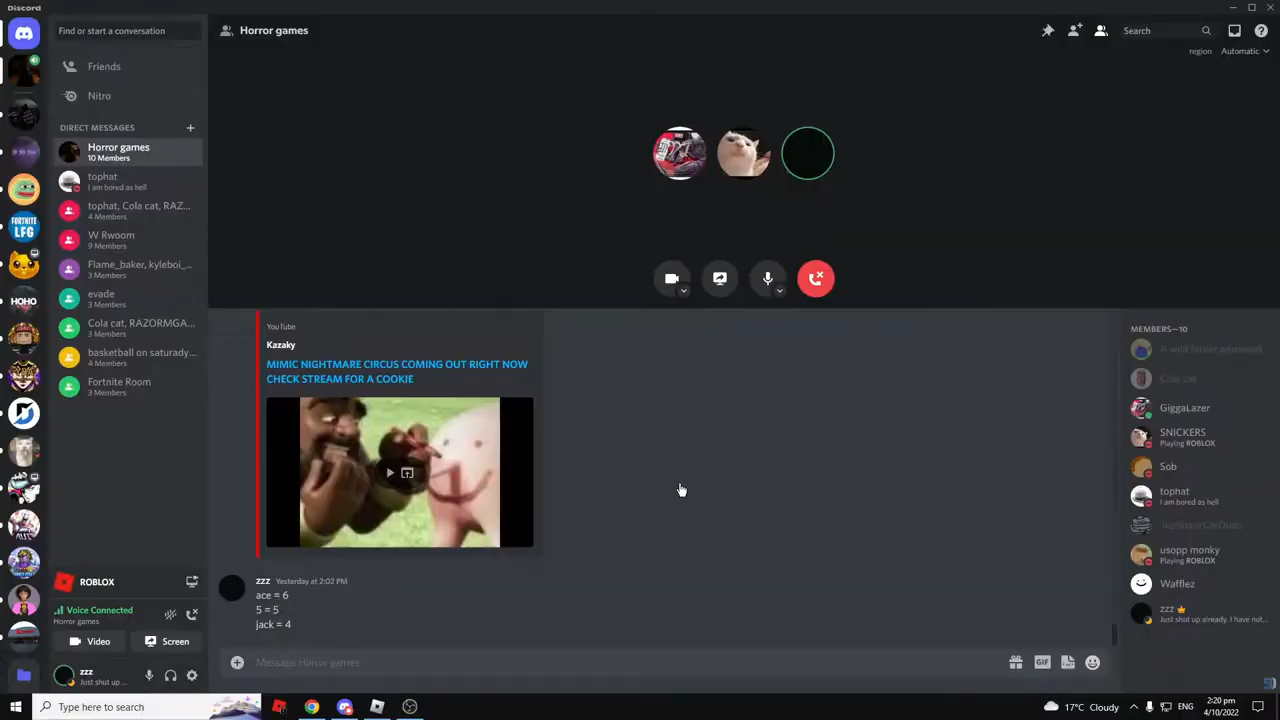 Discord
Find or start a conversation
Friends
Nitro
DIRECT MESSAGES
Horror games
10 Members
tophat
I am bored as hell
tophat, Cola cat, RAZ...
4 Members
W Rwoom
9 Members
Flame_baker, kyleboi_...
3 Members
evade
3 Members
Cola cat, RAZORMGA...
3 Members
basketball on saturady...
4 Members
Fortnite Room
3 Members
FORTNITE
LFG
HOHO
ROBLOX
Voice Connected
Horror games
Video
Screen
zzz
Just shut up ...
Horror games
Search
region
Automatic
YouTube
Kazaky
MIMIC NIGHTMARE CIRCUS COMING OUT RIGHT NOW
CHECK STREAM FOR A COOKIE
zzz Yesterday at 2:02 PM
ace = 6
5 = 5
jack = 4
Message Horror games
GIF
MEMBERS—10
Cola cat
GiggaLazer
SNICKERS
Playing ROBLOX
Sob
tophat
I am bored as hell
usopp monky
Playing ROBLOX
Wafflez
zzz
Just shut up already. I have not...
Type here to search
17°C Cloudy
ENG
2:20 pm
4/10/2022